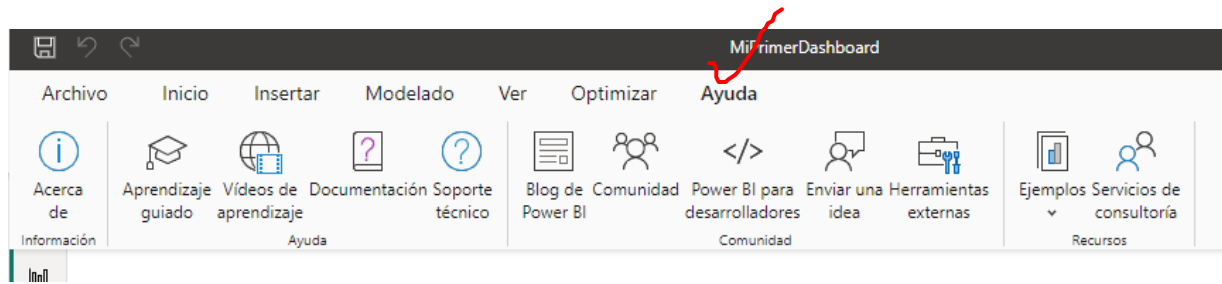 MiPrimerDashboard
Archivo Inicio Insertar Modelado Ver Optimizar Ayuda
Acerca de
Aprendizaje guiado
Vídeos de aprendizaje
Documentación
Soporte técnico
Blog de Power BI
Comunidad
</> Power BI para desarrolladores
Enviar una idea
Herramientas externas
Ejemplos
Servicios de consultoría
Información Ayuda Comunidad Recursos